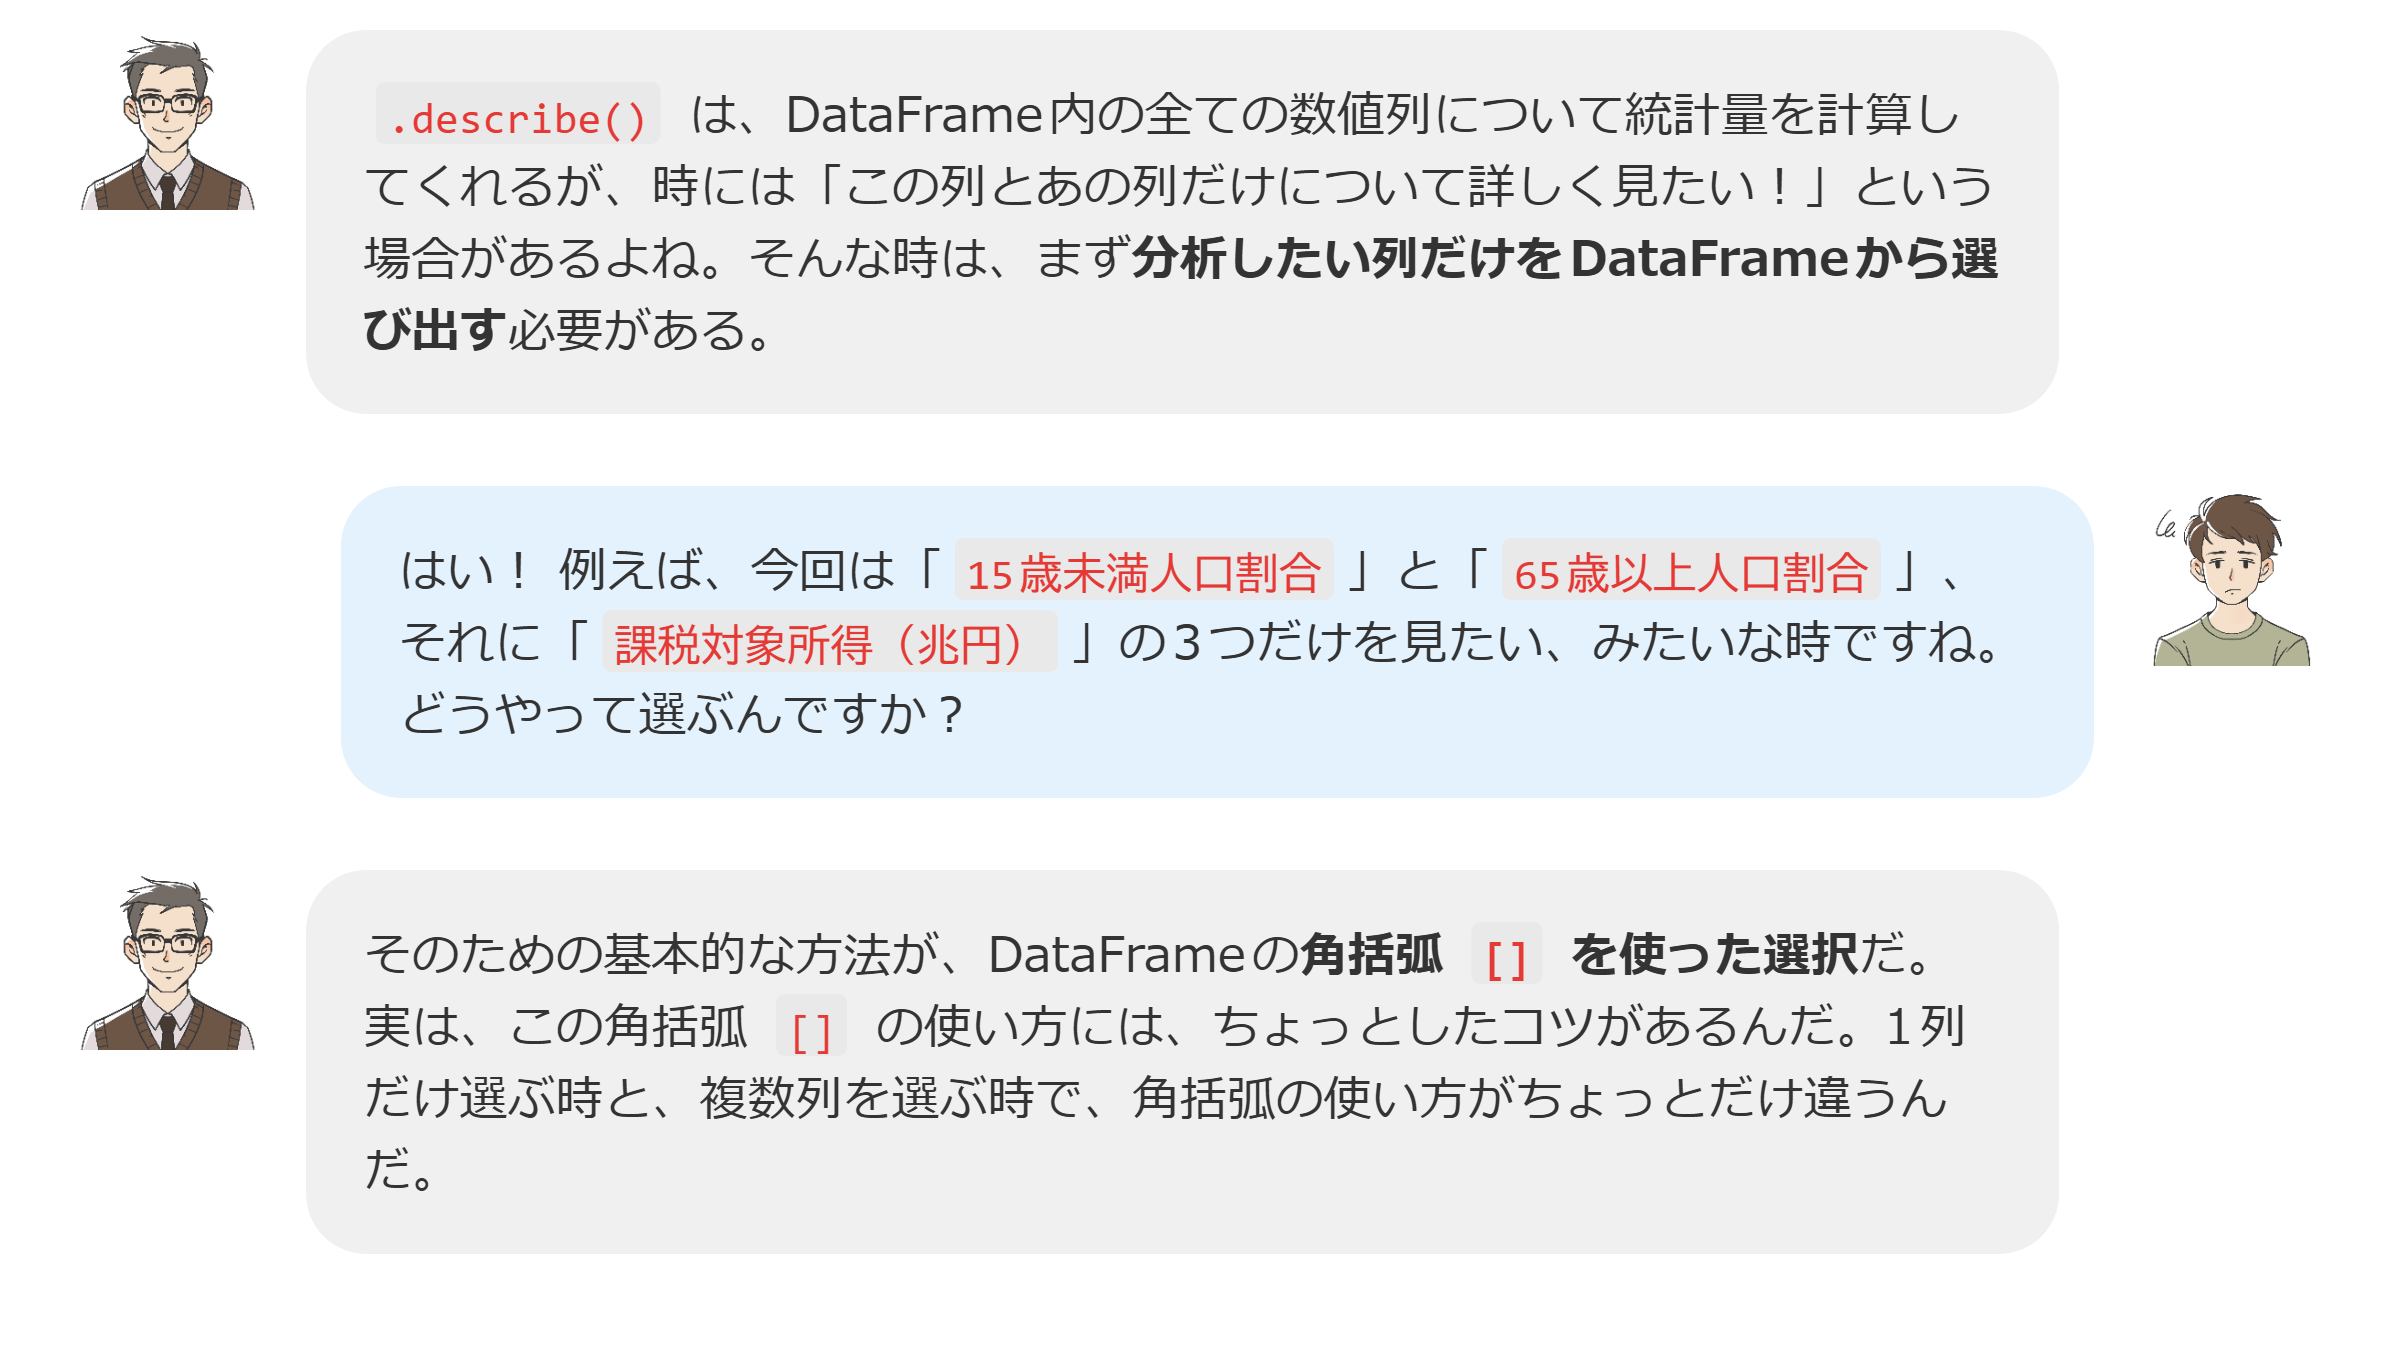 .describe() は、DataFrame内の全ての数値列について統計量を計算し
てくれるが、時には「この列とあの列だけについて詳しく見たい！」という
場合があるよね。そんな時は、まず分析したい列だけをDataFrameから選
び出す必要がある。
はい！ 例えば、今回は「15歳未満人口割合」と「65歳以上人口割合」、
それに「課税対象所得（兆円）」の3つだけを見たい、みたいな時ですね。
どうやって選ぶんですか？
そのための基本的な方法が、DataFrameの角括弧 [] を使った選択だ。
実は、この角括弧 [] の使い方には、ちょっとしたコツがあるんだ。1列
だけ選ぶ時と、複数列を選ぶ時で、角括弧の使い方がちょっとだけ違うん
だ。